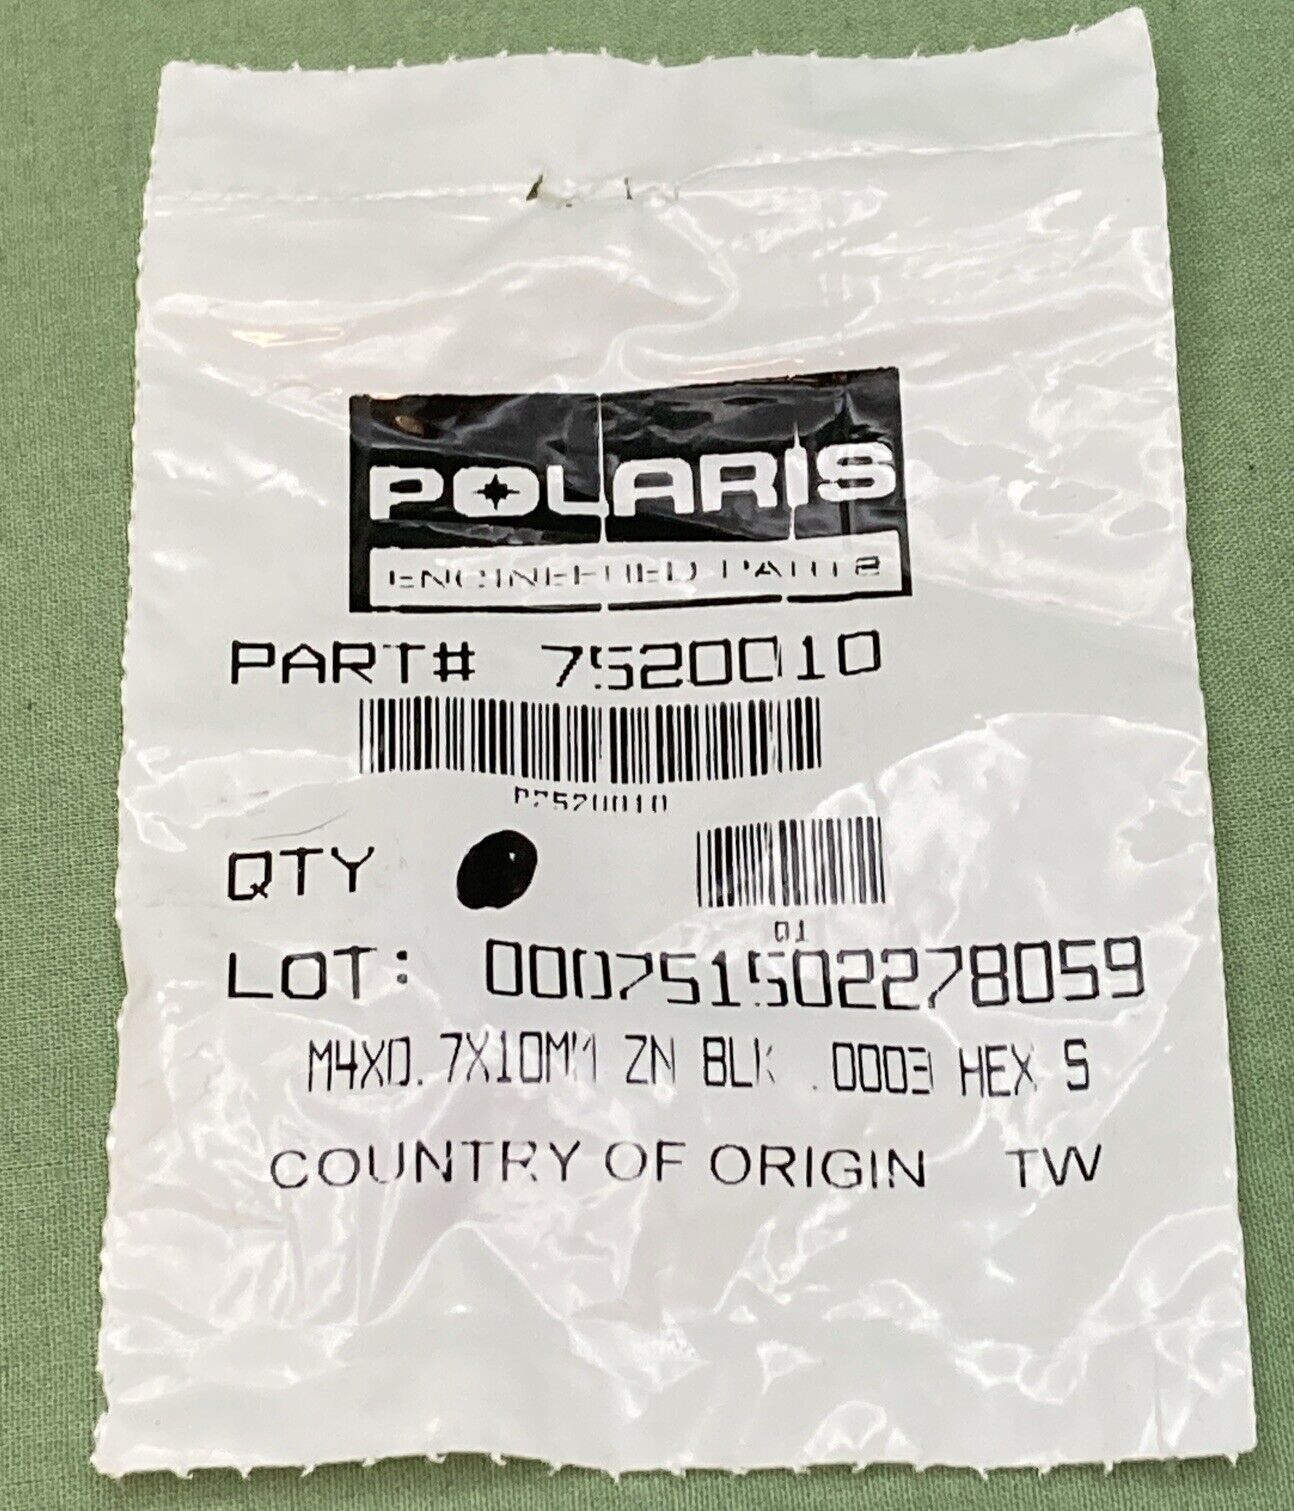 POLARIS
ENGINEERED PARTS
PART# 7520010
P7520010
QTY
01
LOT: 000751502278059
M4X0.7X10MM ZN BLK .0003 HEX S
COUNTRY OF ORIGIN TW